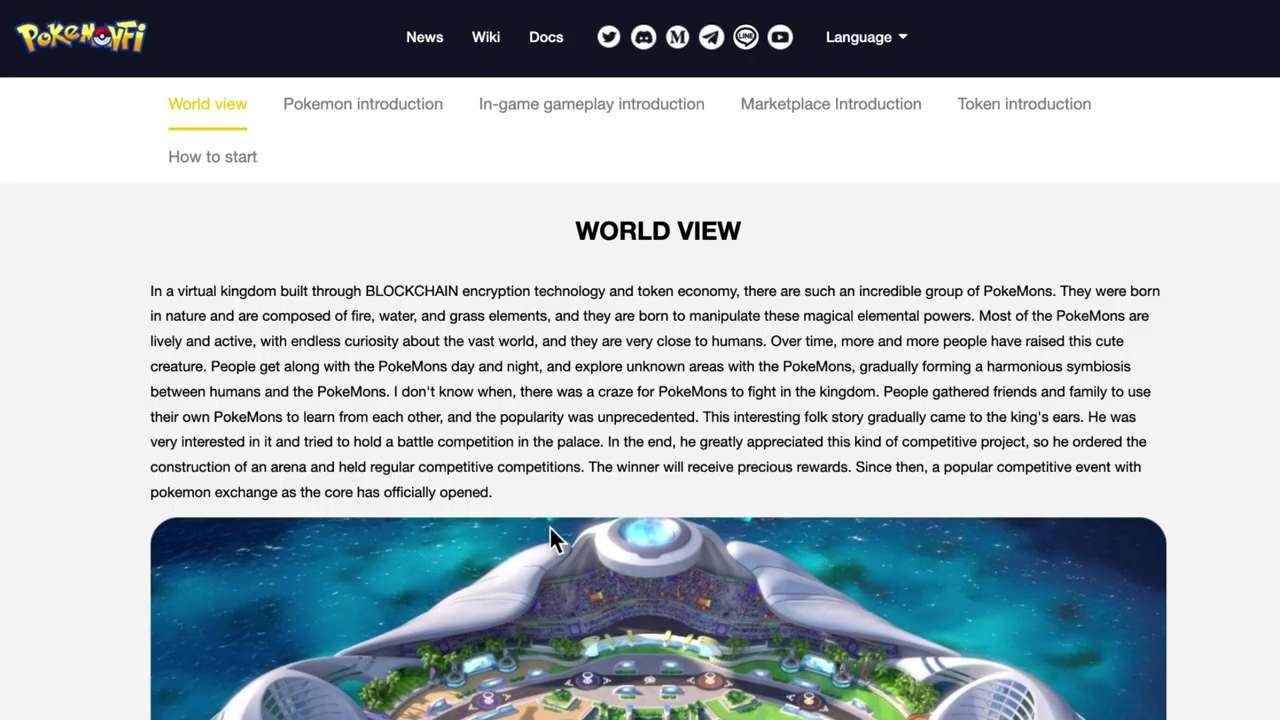 POKEMONFI
News Wiki Docs LINE Language
World view Pokemon introduction In-game gameplay introduction Marketplace Introduction Token introduction
How to start
WORLD VIEW
In a virtual kingdom built through BLOCKCHAIN encryption technology and token economy, there are such an incredible group of PokeMons. They were born
in nature and are composed of fire, water, and grass elements, and they are born to manipulate these magical elemental powers. Most of the PokeMons are
lively and active, with endless curiosity about the vast world, and they are very close to humans. Over time, more and more people have raised this cute
creature. People get along with the PokeMons day and night, and explore unknown areas with the PokeMons, gradually forming a harmonious symbiosis
between humans and the PokeMons. I don't know when, there was a craze for PokeMons to fight in the kingdom. People gathered friends and family to use
their own PokeMons to learn from each other, and the popularity was unprecedented. This interesting folk story gradually came to the king's ears. He was
very interested in it and tried to hold a battle competition in the palace. In the end, he greatly appreciated this kind of competitive project, so he ordered the
construction of an arena and held regular competitive competitions. The winner will receive precious rewards. Since then, a popular competitive event with
pokemon exchange as the core has officially opened.